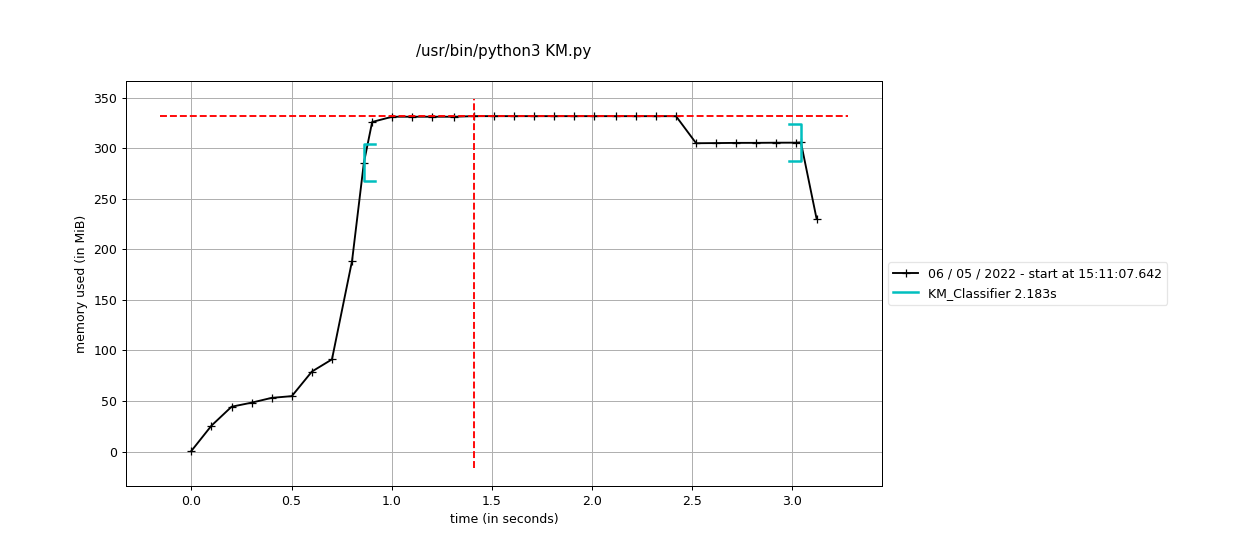 /usr/bin/python3 KM.py
350
300
250
200
150
100
50
0
memory used (in MiB)
0.0 0.5 1.0 1.5 2.0 2.5 3.0
time (in seconds)
06 / 05 / 2022 - start at 15:11:07.642
KM_Classifier 2.183s